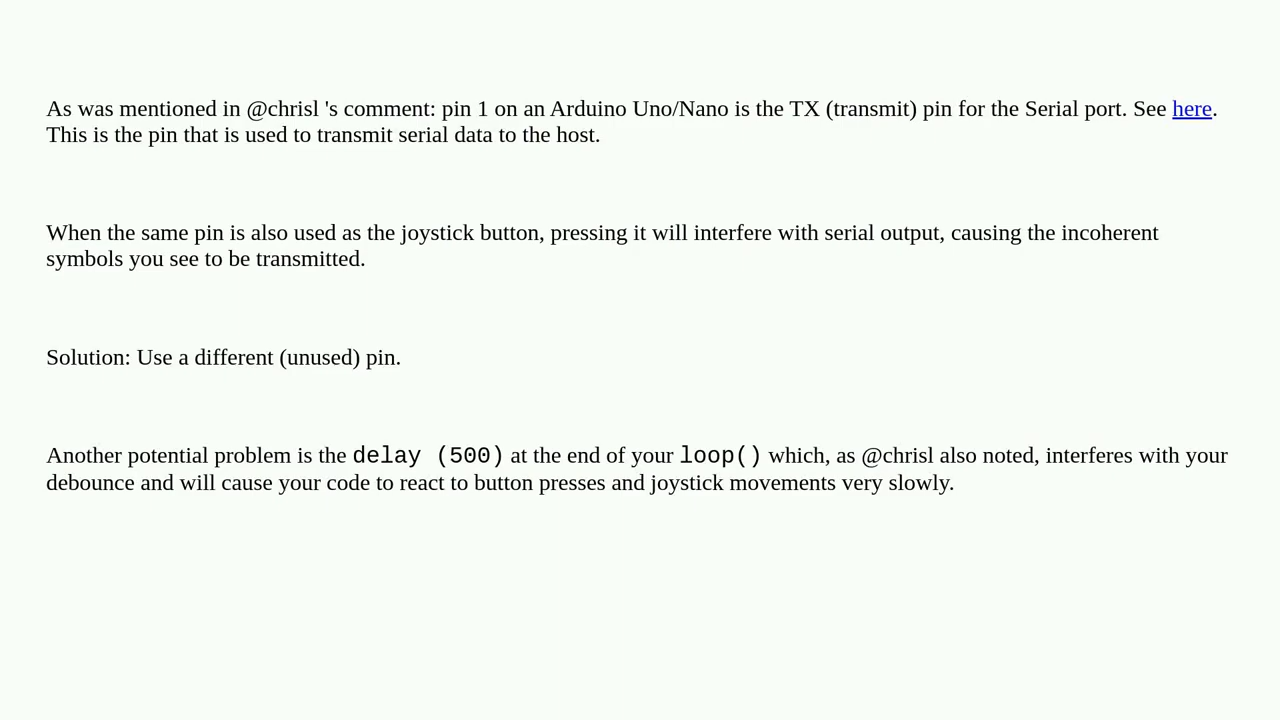 As was mentioned in @chrisl 's comment: pin 1 on an Arduino Uno/Nano is the TX (transmit) pin for the Serial port. See here.
This is the pin that is used to transmit serial data to the host.
When the same pin is also used as the joystick button, pressing it will interfere with serial output, causing the incoherent
symbols you see to be transmitted.
Solution: Use a different (unused) pin.
Another potential problem is the delay (500) at the end of your loop() which, as @chrisl also noted, interferes with your
debounce and will cause your code to react to button presses and joystick movements very slowly.